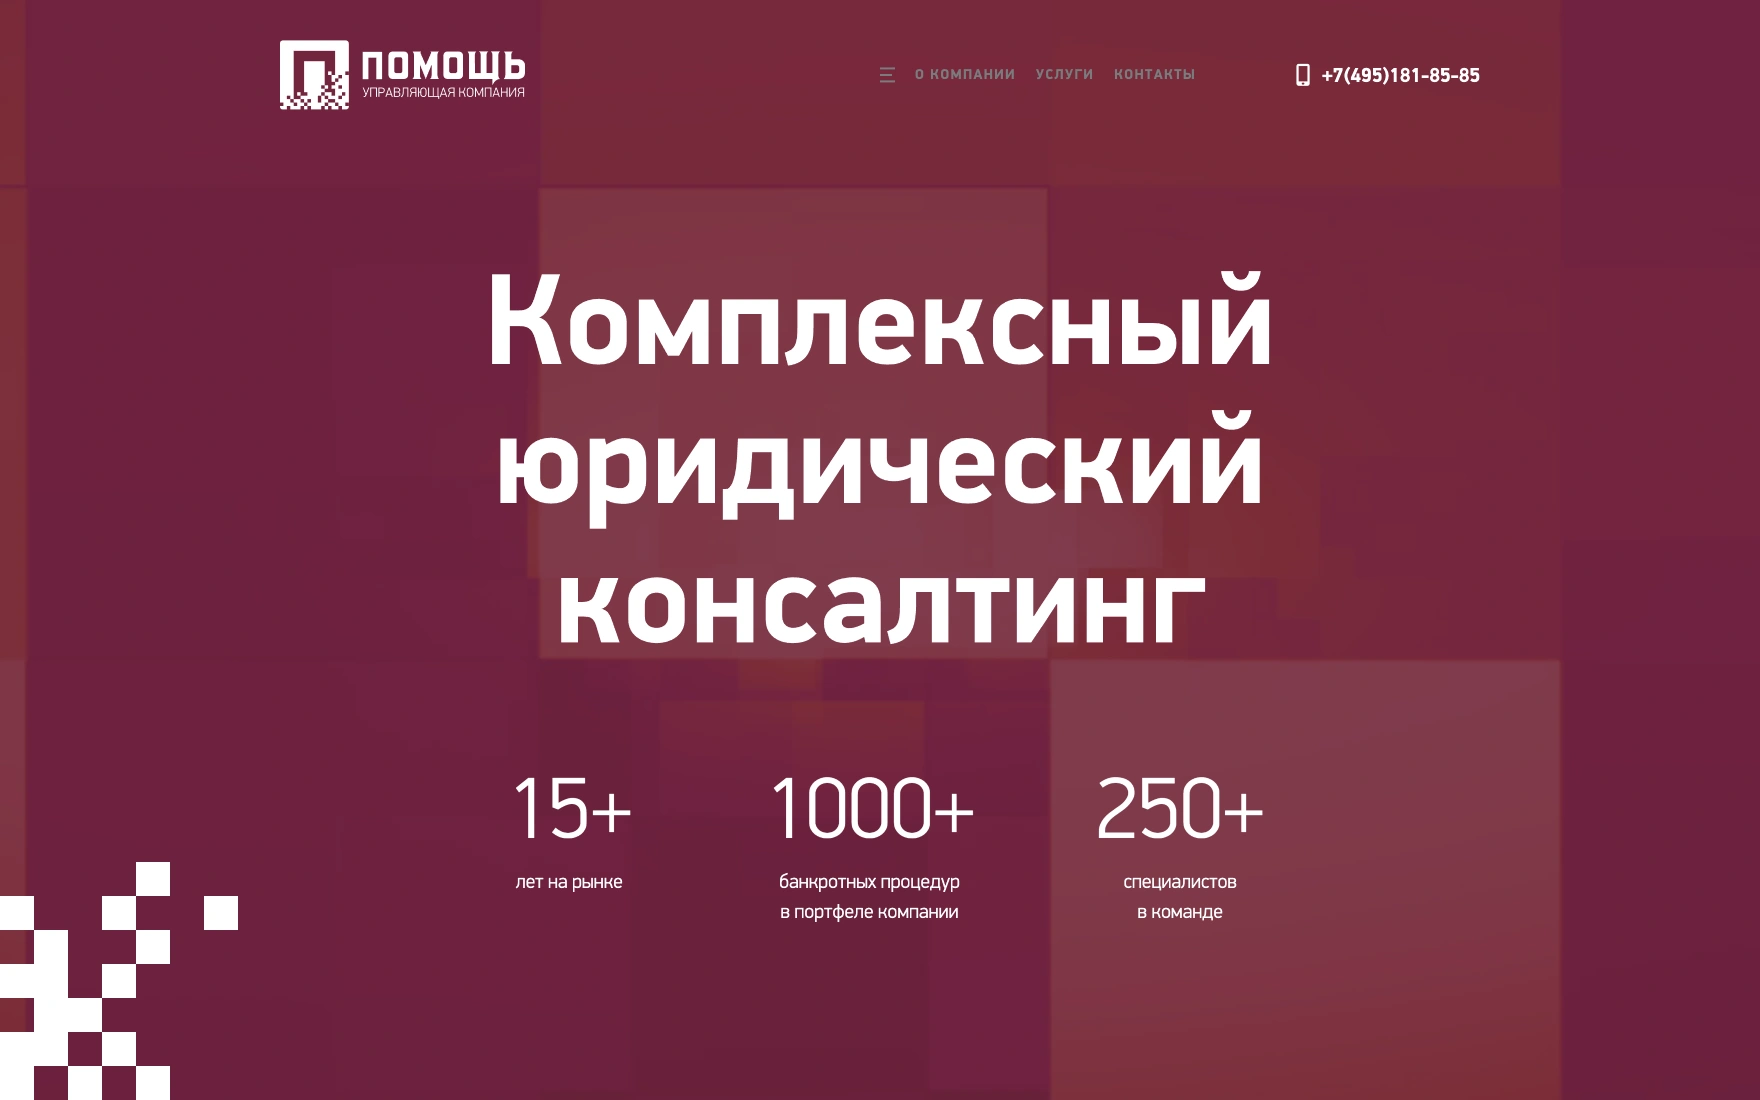 ПОМОЩЬ
УПРАВЛЯЮЩАЯ КОМПАНИЯ
О КОМПАНИИ УСЛУГИ КОНТАКТЫ
+7(495)181-85-85
Комплексный
юридический
консалтинг
15+
лет на рынке
1000+
банкротных процедур
в портфеле компании
250+
специалистов
в команде